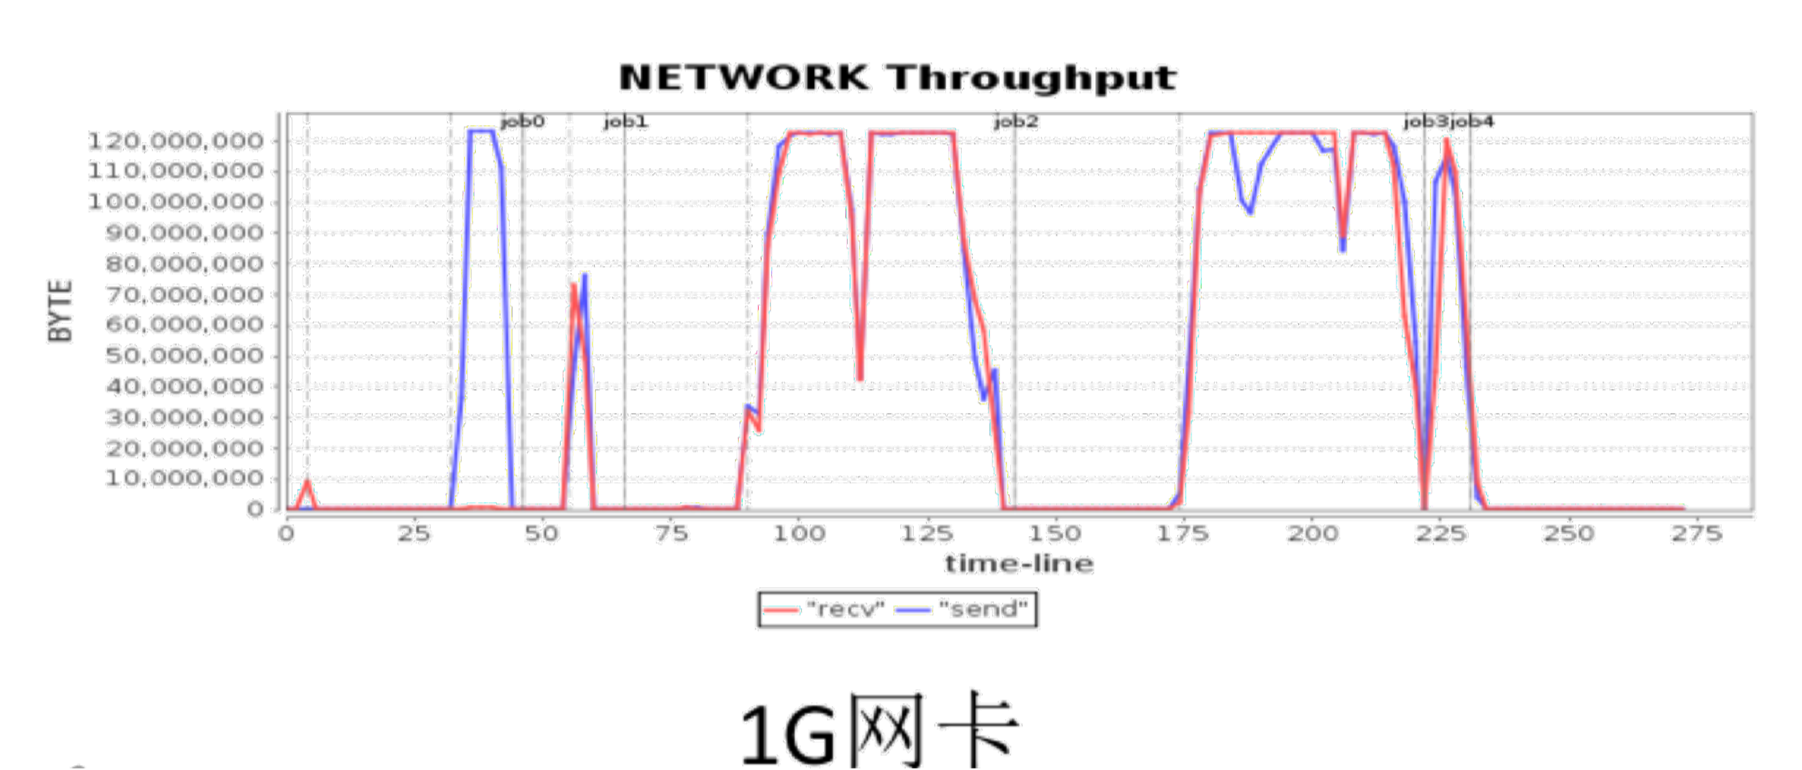 NETWORK Throughput
job0 job1 job2 job3 job4
120,000,000
110,000,000
100,000,000
90,000,000
80,000,000
70,000,000
60,000,000
50,000,000
40,000,000
30,000,000
20,000,000
10,000,000
0
BYTE
0 25 50 75 100 125 150 175 200 225 250 275
time-line
"recv" "send"
1G网卡